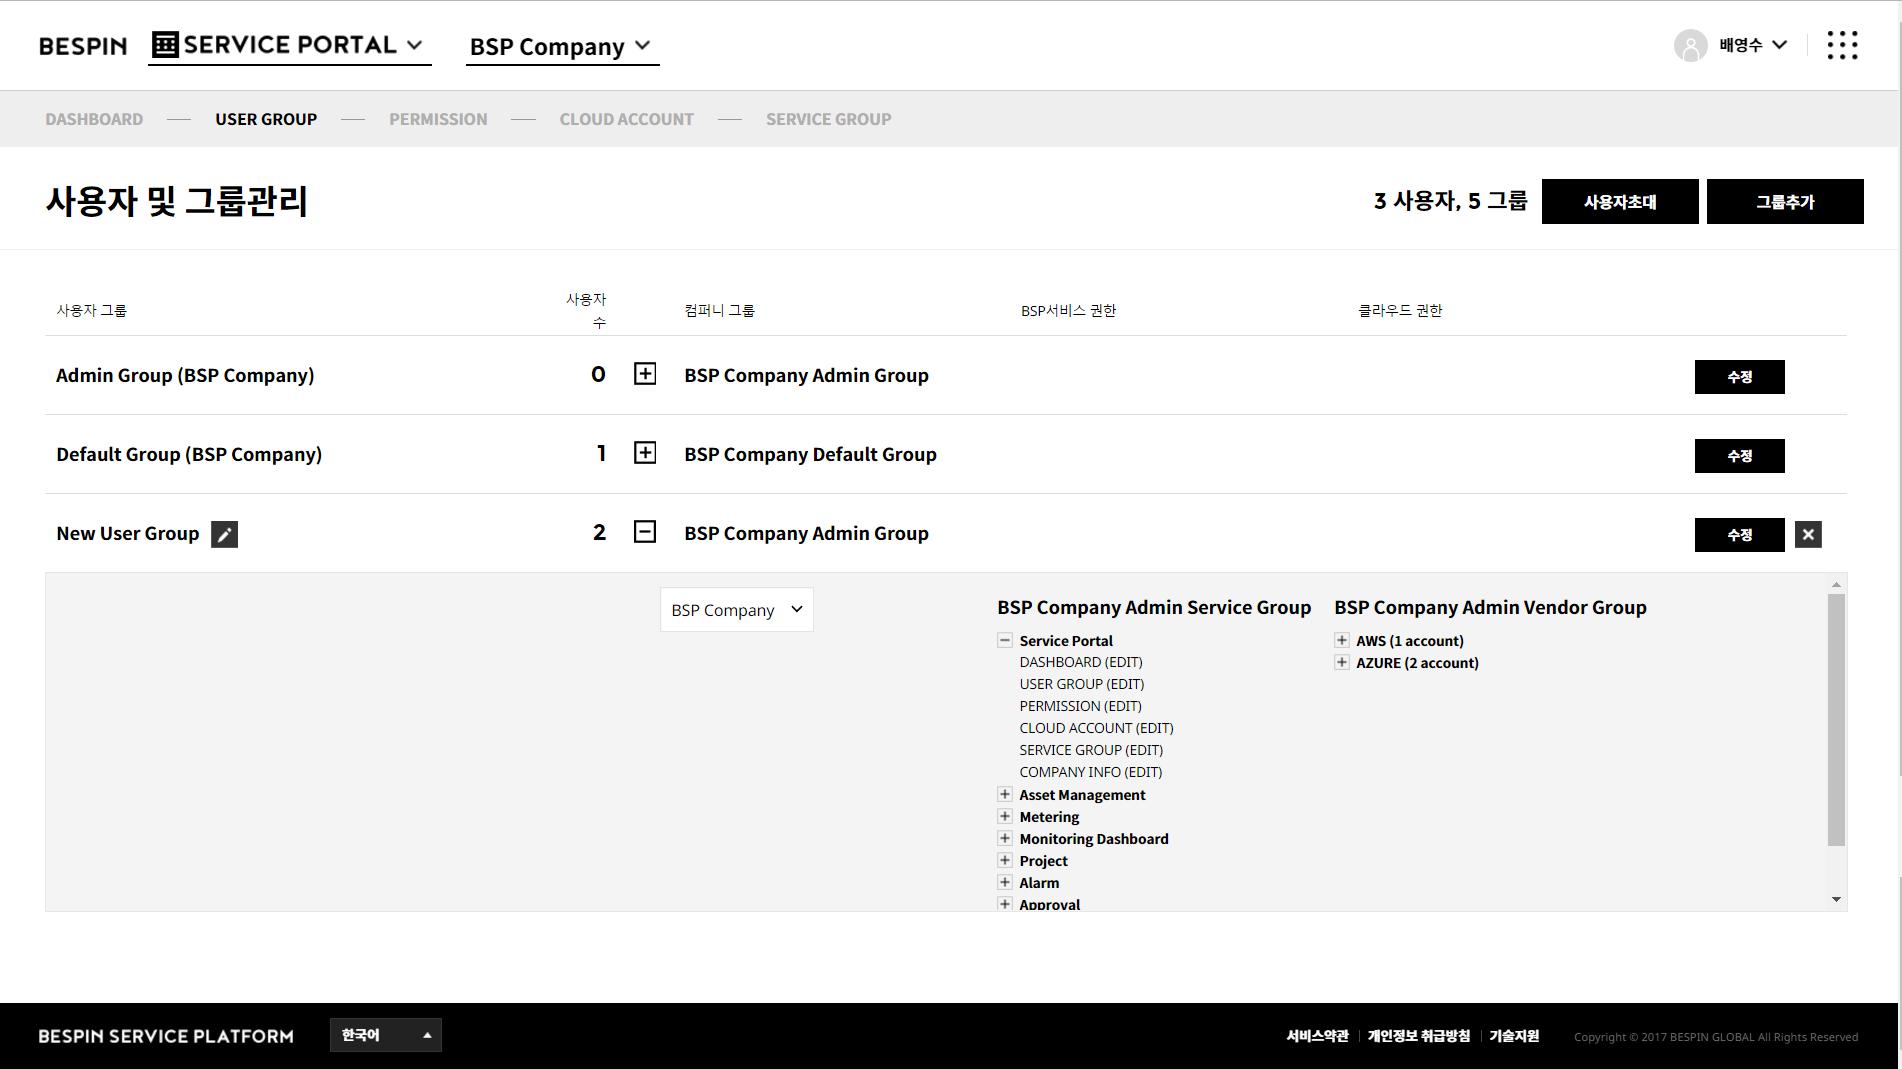 BESPIN SERVICE PORTAL BSP Company 배영수
DASHBOARD USER GROUP PERMISSION CLOUD ACCOUNT SERVICE GROUP
사용자 및 그룹관리 3 사용자, 5 그룹 사용자초대 그룹추가
사용자 그룹 사용자 수 컴퍼니 그룹 BSP서비스 권한 클라우드 권한
Admin Group (BSP Company) 0 BSP Company Admin Group 수정
Default Group (BSP Company) 1 BSP Company Default Group 수정
New User Group 2 BSP Company Admin Group 수정
BSP Company
BSP Company Admin Service Group
Service Portal
DASHBOARD (EDIT)
USER GROUP (EDIT)
PERMISSION (EDIT)
CLOUD ACCOUNT (EDIT)
SERVICE GROUP (EDIT)
COMPANY INFO (EDIT)
Asset Management
Metering
Monitoring Dashboard
Project
Alarm
Approval
BSP Company Admin Vendor Group
AWS (1 account)
AZURE (2 account)
BESPIN SERVICE PLATFORM 한국어 서비스약관 개인정보 취급방침 기술지원 Copyright © 2017 BESPIN GLOBAL All Rights Reserved